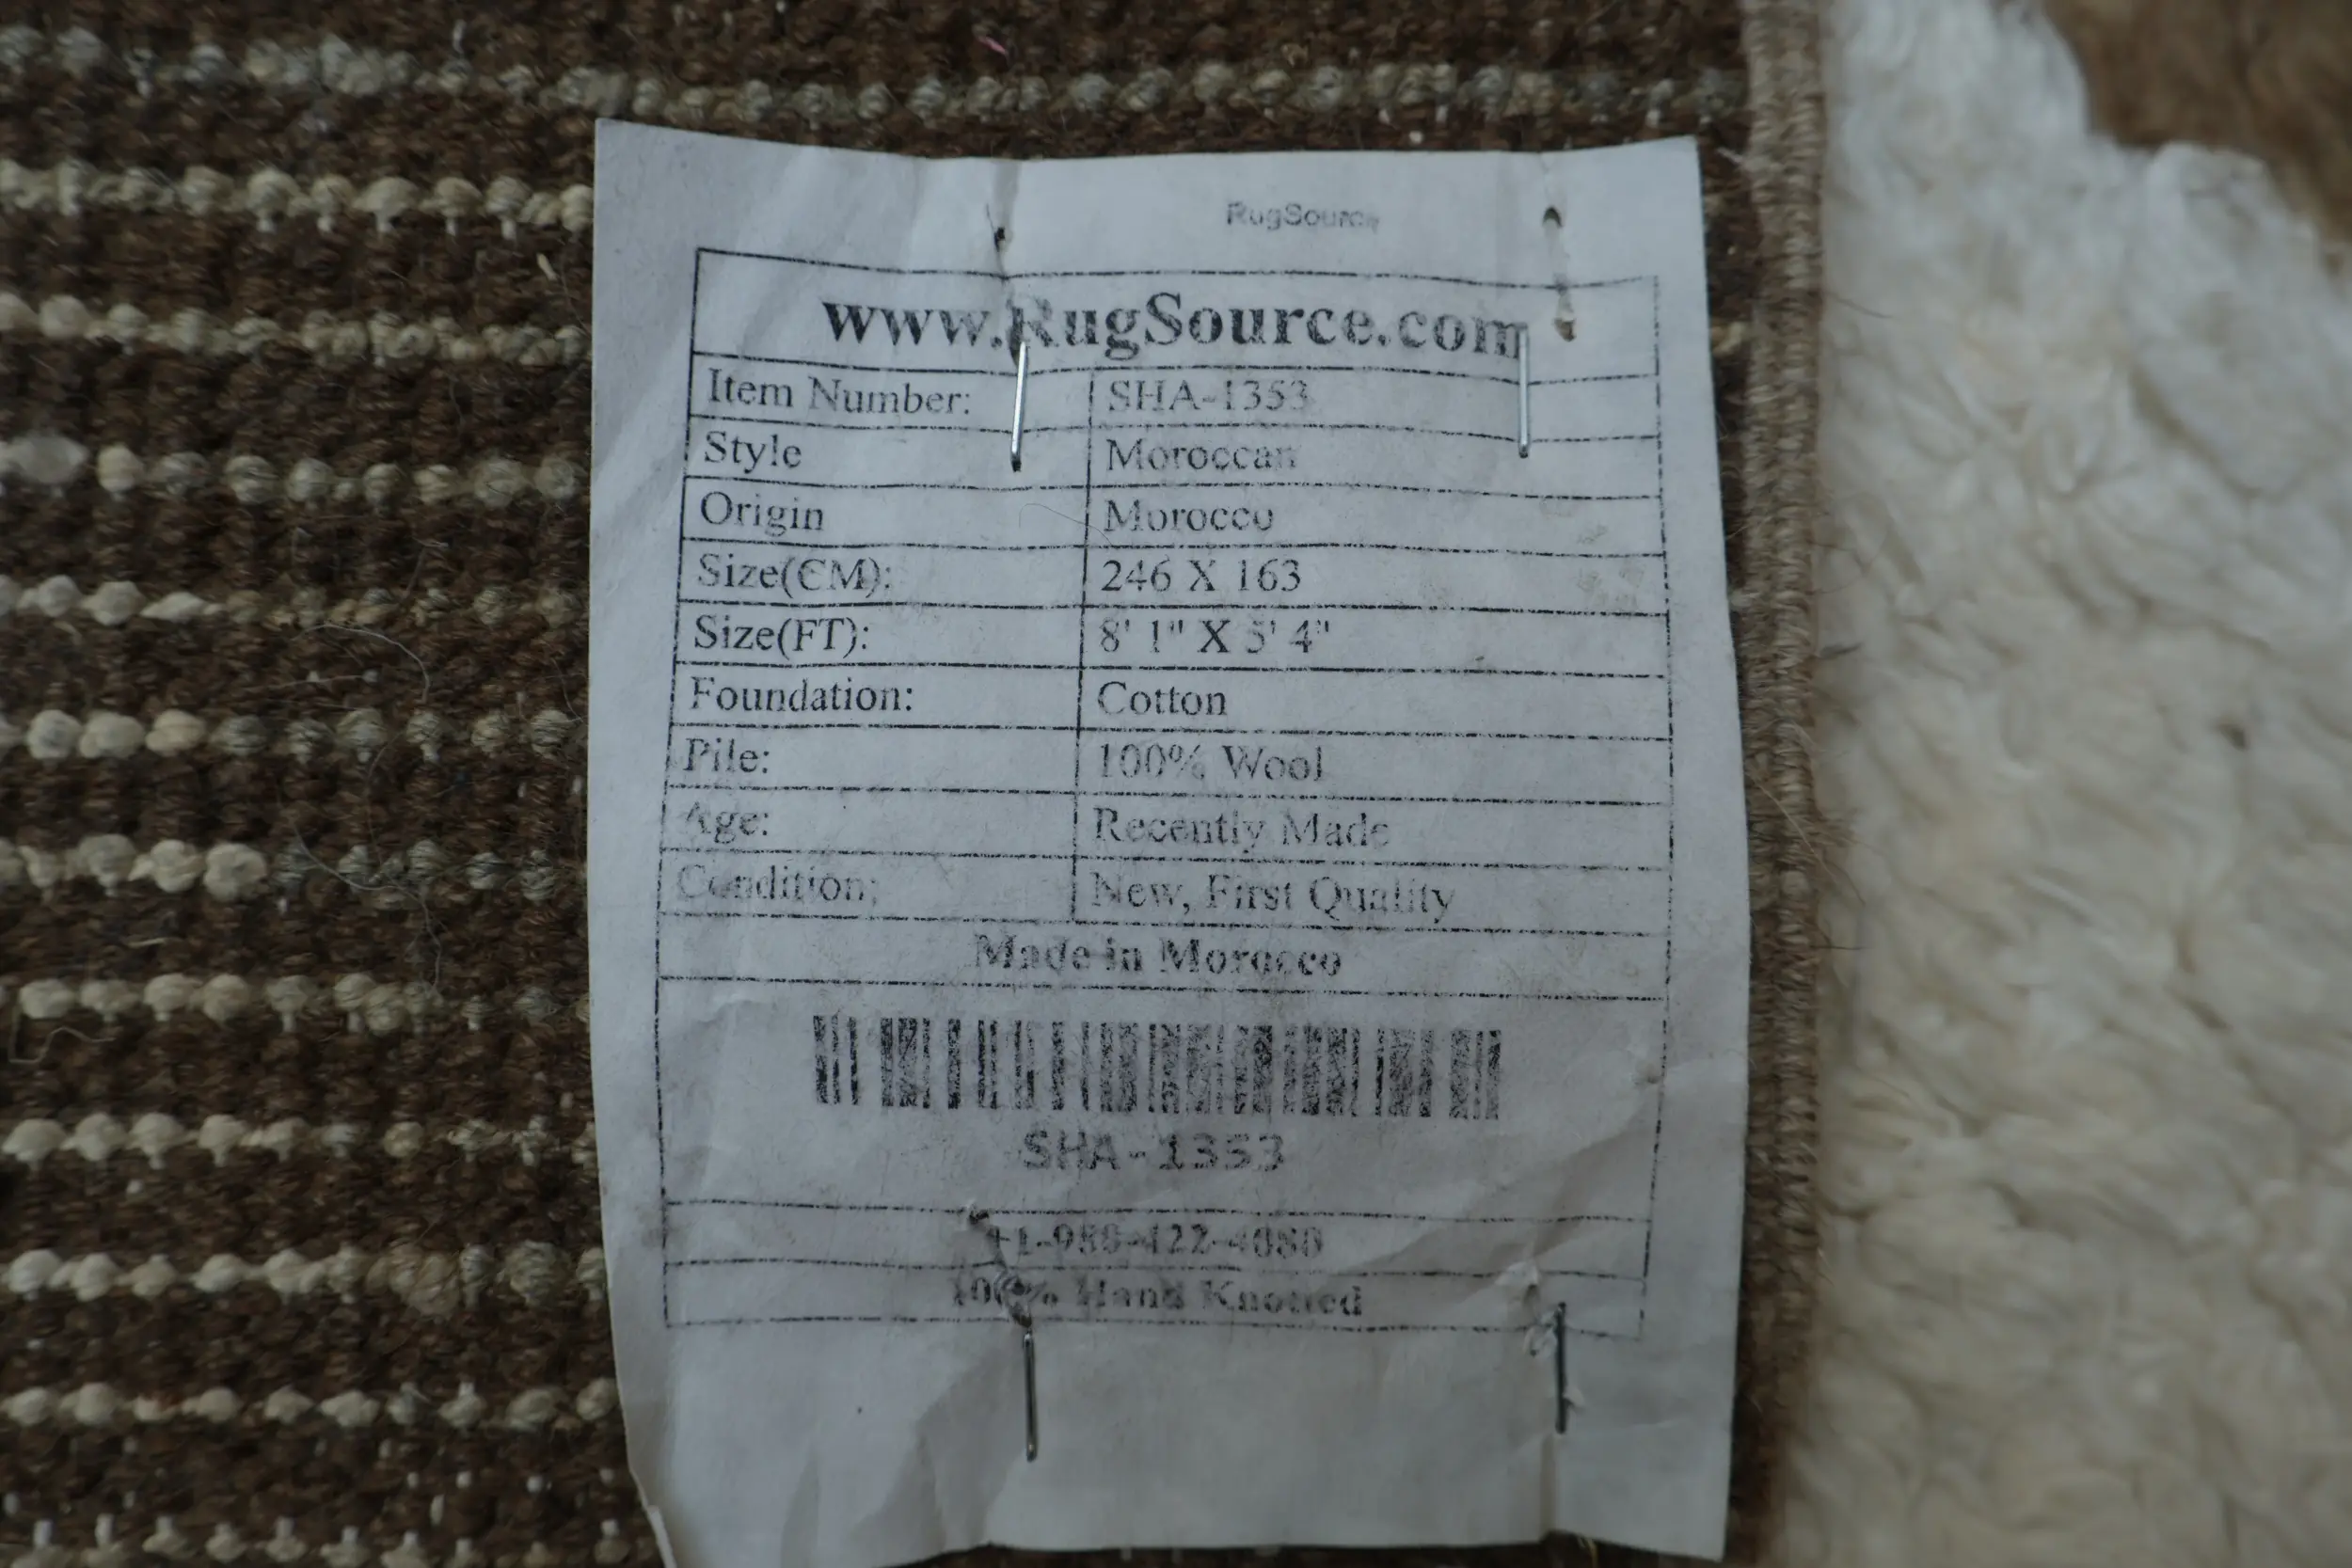 RugSource
www.RugSource.com
Item Number: SHA-1353
Style Moroccan
Origin Morocco
Size(CM): 246 X 163
Size(FT): 8' 1" X 5' 4"
Foundation: Cotton
Pile: 100% Wool
Age: Recently Made
Condition: New, First Quality
Made in Morocco
SHA-1353
100% Hand Knotted